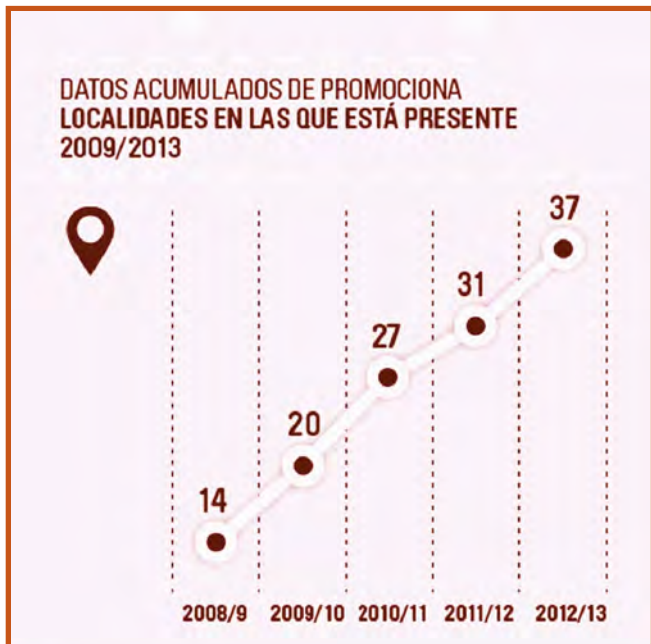 DATOS ACUMULADOS DE PROMOCIONA
LOCALIDADES EN LAS QUE ESTÁ PRESENTE
2009/2013
37
31
27
20
14
2008/9 2009/10 2010/11 2011/12 2012/13